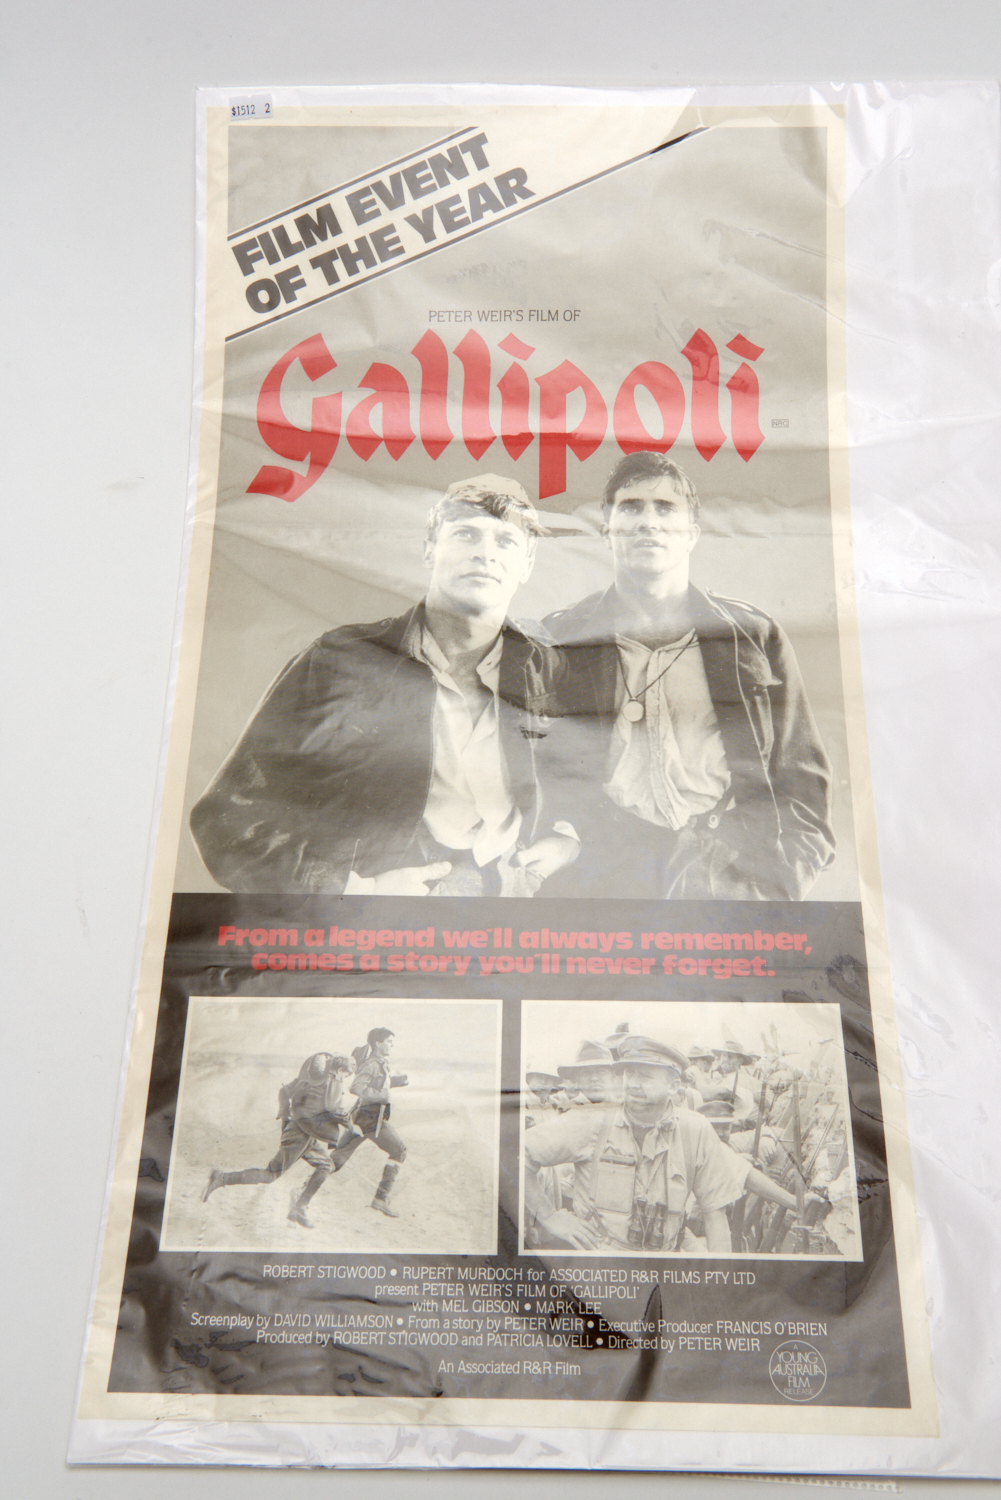 $1512 2
FILM EVENT
OF THE YEAR
PETER WEIR'S FILM OF
Gallipoli
NRC
From a legend we'll always remember,
comes a story you'll never forget.
ROBERT STIGWOOD • RUPERT MURDOCH for ASSOCIATED R&R FILMS PTY LTD
present PETER WEIR'S FILM OF 'GALLIPOLI'
with MEL GIBSON • MARK LEE
Screenplay by DAVID WILLIAMSON • From a story by PETER WEIR • Executive Producer FRANCIS O'BRIEN
Produced by ROBERT STIGWOOD and PATRICIA LOVELL • Directed by PETER WEIR
An Associated R&R Film
A
YOUNG
AUSTRALIA
FILM
RELEASE